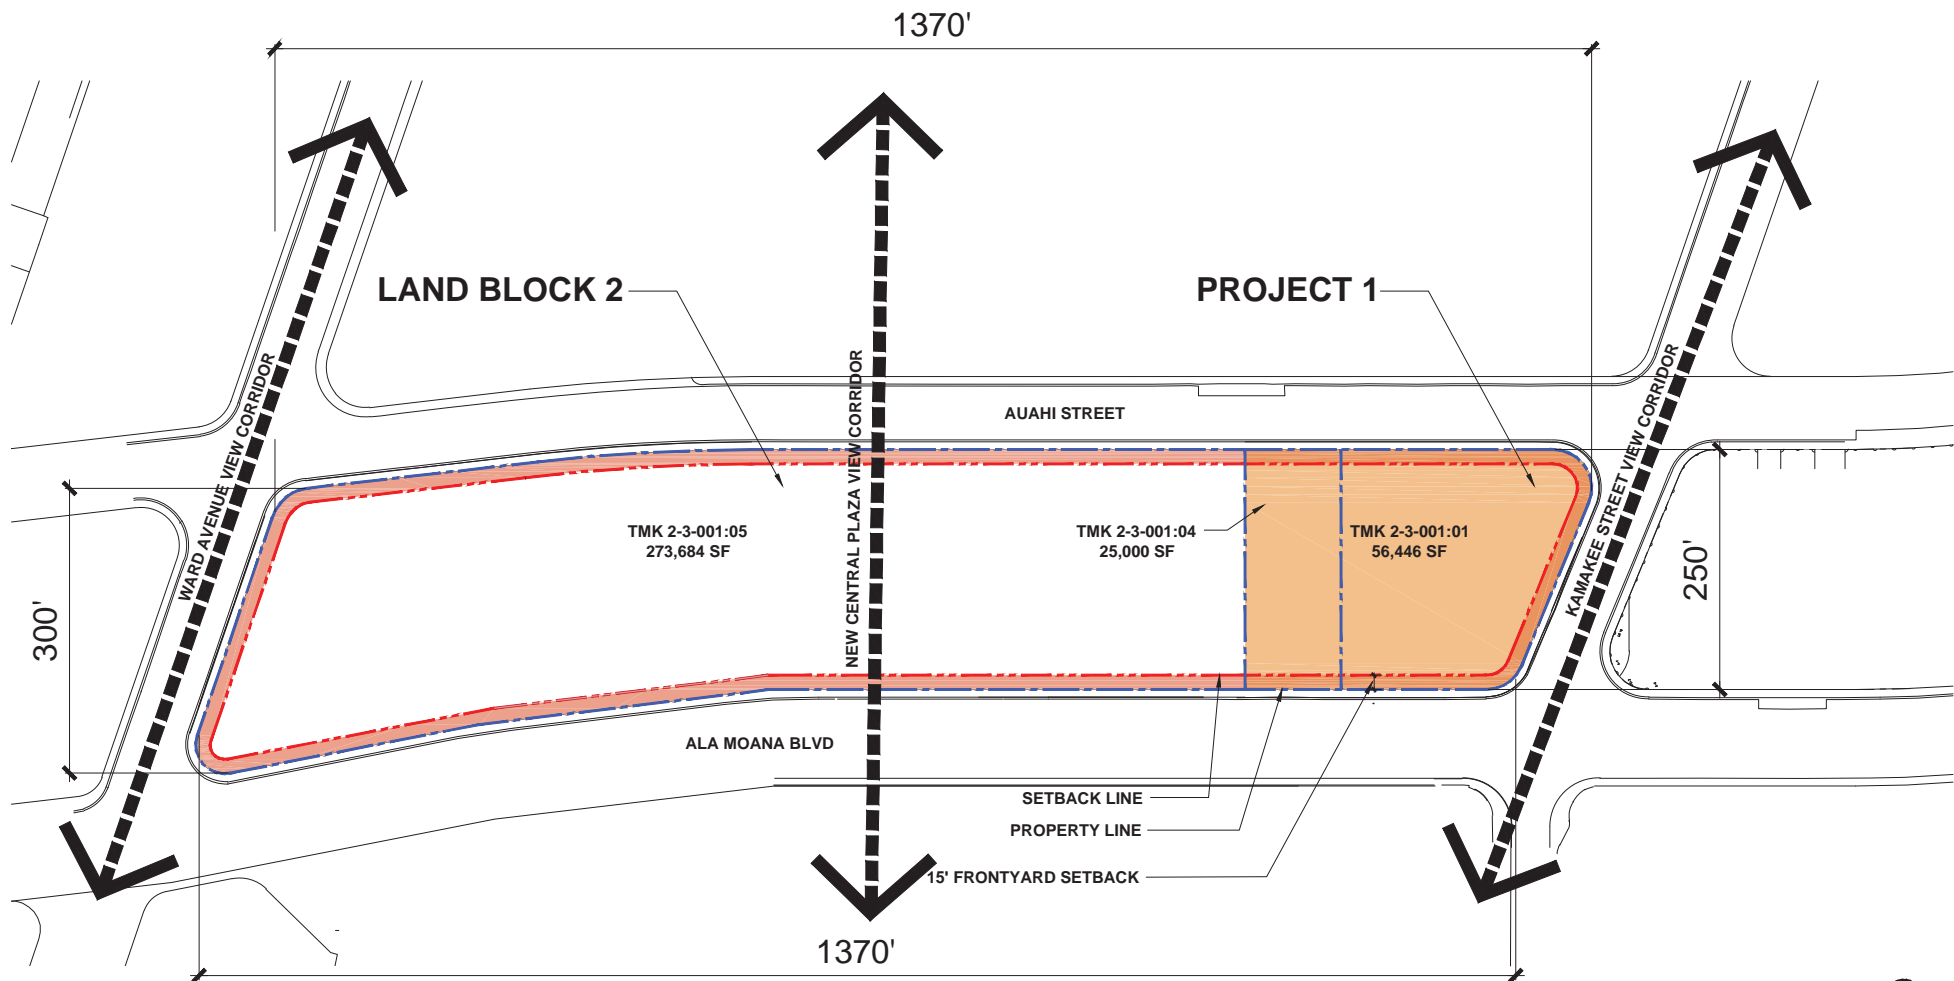 1370'
LAND BLOCK 2
PROJECT 1
WARD AVENUE VIEW CORRIDOR
NEW CENTRAL PLAZA VIEW CORRIDOR
KAMAKEE STREET VIEW CORRIDOR
AUAHI STREET
TMK 2-3-001:05
273,684 SF
TMK 2-3-001:04
25,000 SF
TMK 2-3-001:01
56,446 SF
300'
250'
ALA MOANA BLVD
SETBACK LINE
PROPERTY LINE
15' FRONTYARD SETBACK
1370'